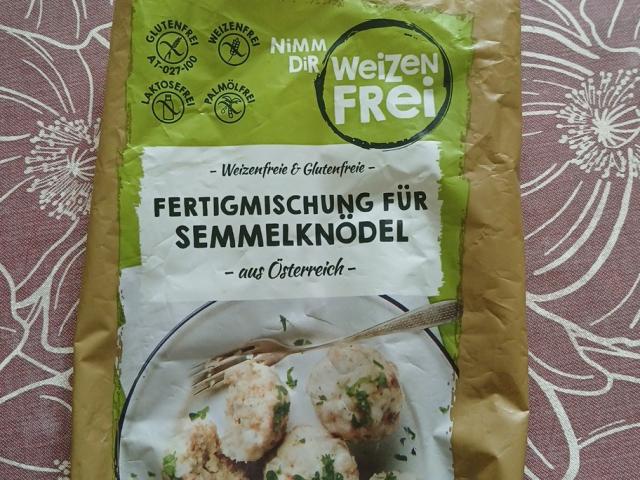 GLUTENFREI
AT-027-100
WEIZENFREI
LAKTOSEFREI
PALMÖLFREI
NiMM
DiR
WEiZEN
FREi
- Weizenfreie & Glutenfreie -
FERTIGMISCHUNG FÜR
SEMMELKNÖDEL
- aus Österreich -